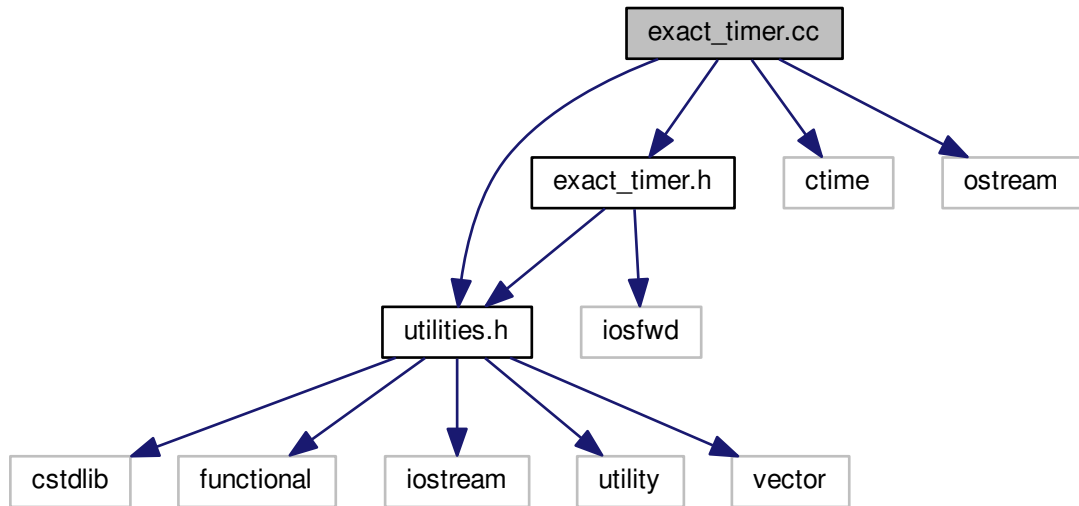 exact_timer.cc
exact_timer.h
ctime
ostream
utilities.h
iosfwd
cstdlib
functional
iostream
utility
vector